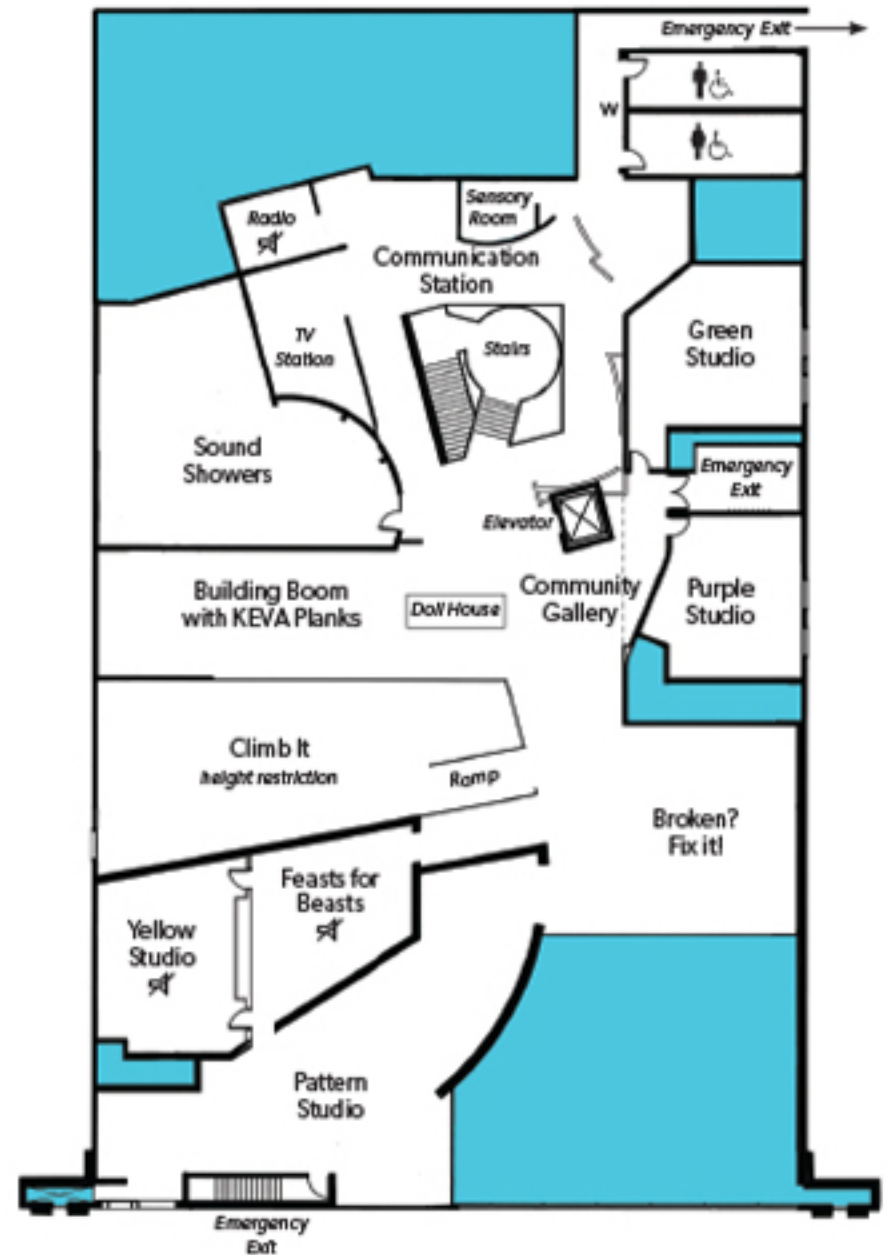 Emergency Exit
W
Sensory
Room
Radio
Communication
Station
TV
Station
Stairs
Green
Studio
Sound
Showers
Emergency
Exit
Elevator
Building Boom
with KEVA Planks
Doll House
Community
Gallery
Purple
Studio
Climb It
height restriction
Ramp
Broken?
Fix it!
Feasts for
Beasts
Yellow
Studio
Pattern
Studio
Emergency
Exit